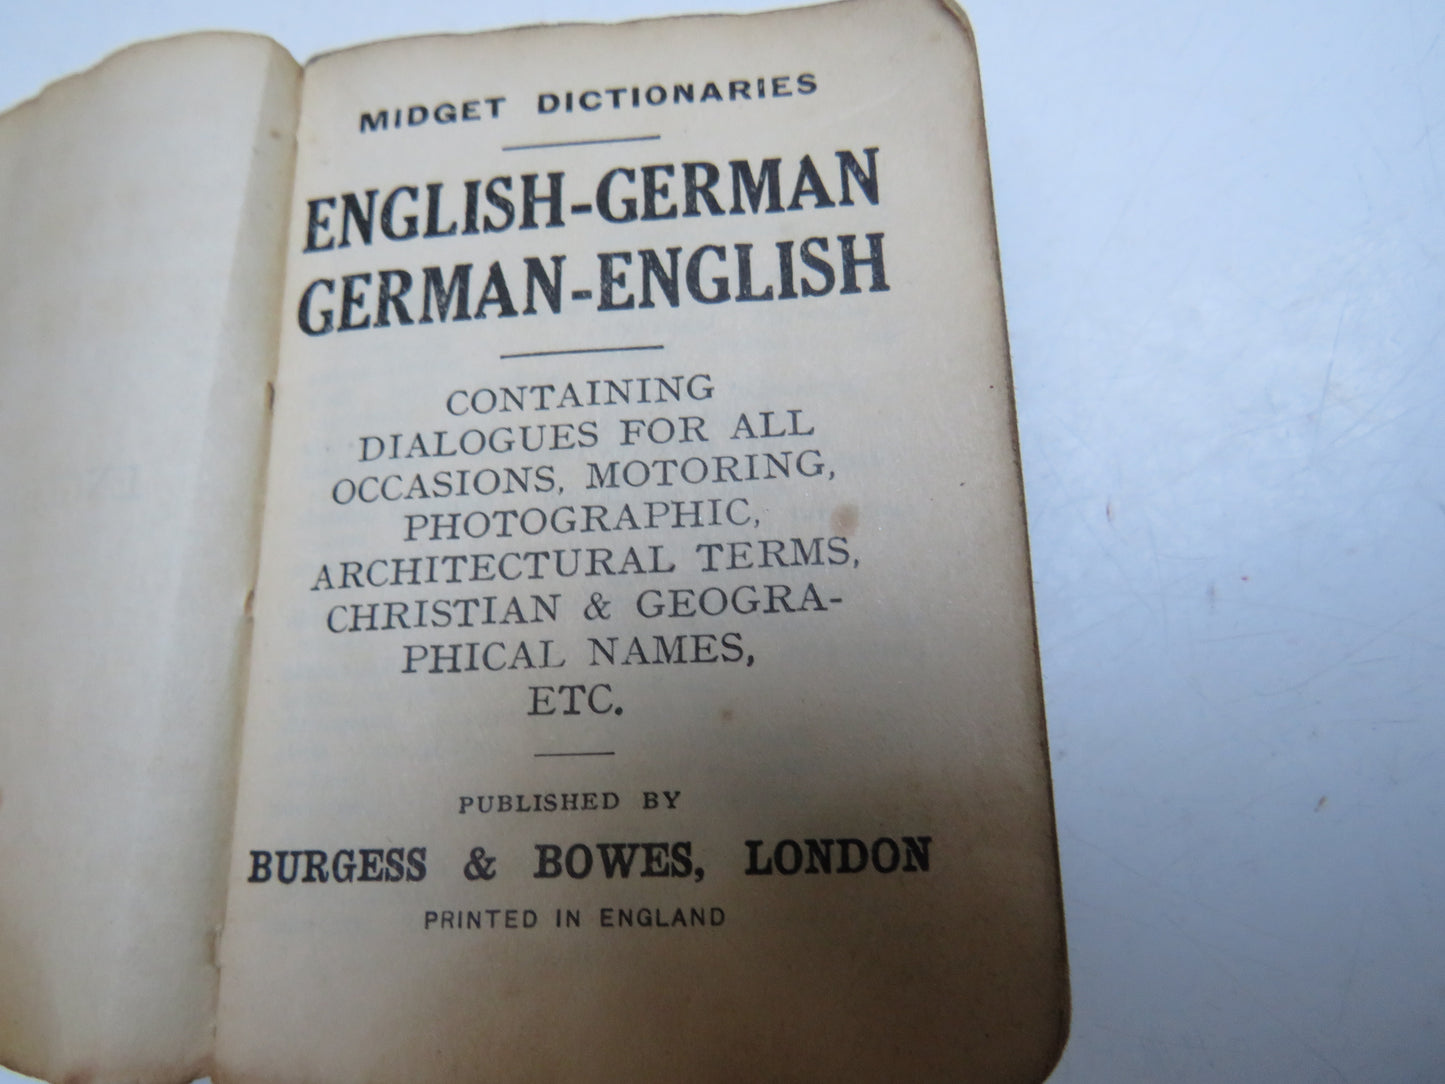 MIDGET DICTIONARIES
ENGLISH-GERMAN
GERMAN-ENGLISH
CONTAINING
DIALOGUES FOR ALL
OCCASIONS, MOTORING,
PHOTOGRAPHIC,
ARCHITECTURAL TERMS,
CHRISTIAN & GEOGRA-
PHICAL NAMES,
ETC.
PUBLISHED BY
BURGESS & BOWES, LONDON
PRINTED IN ENGLAND